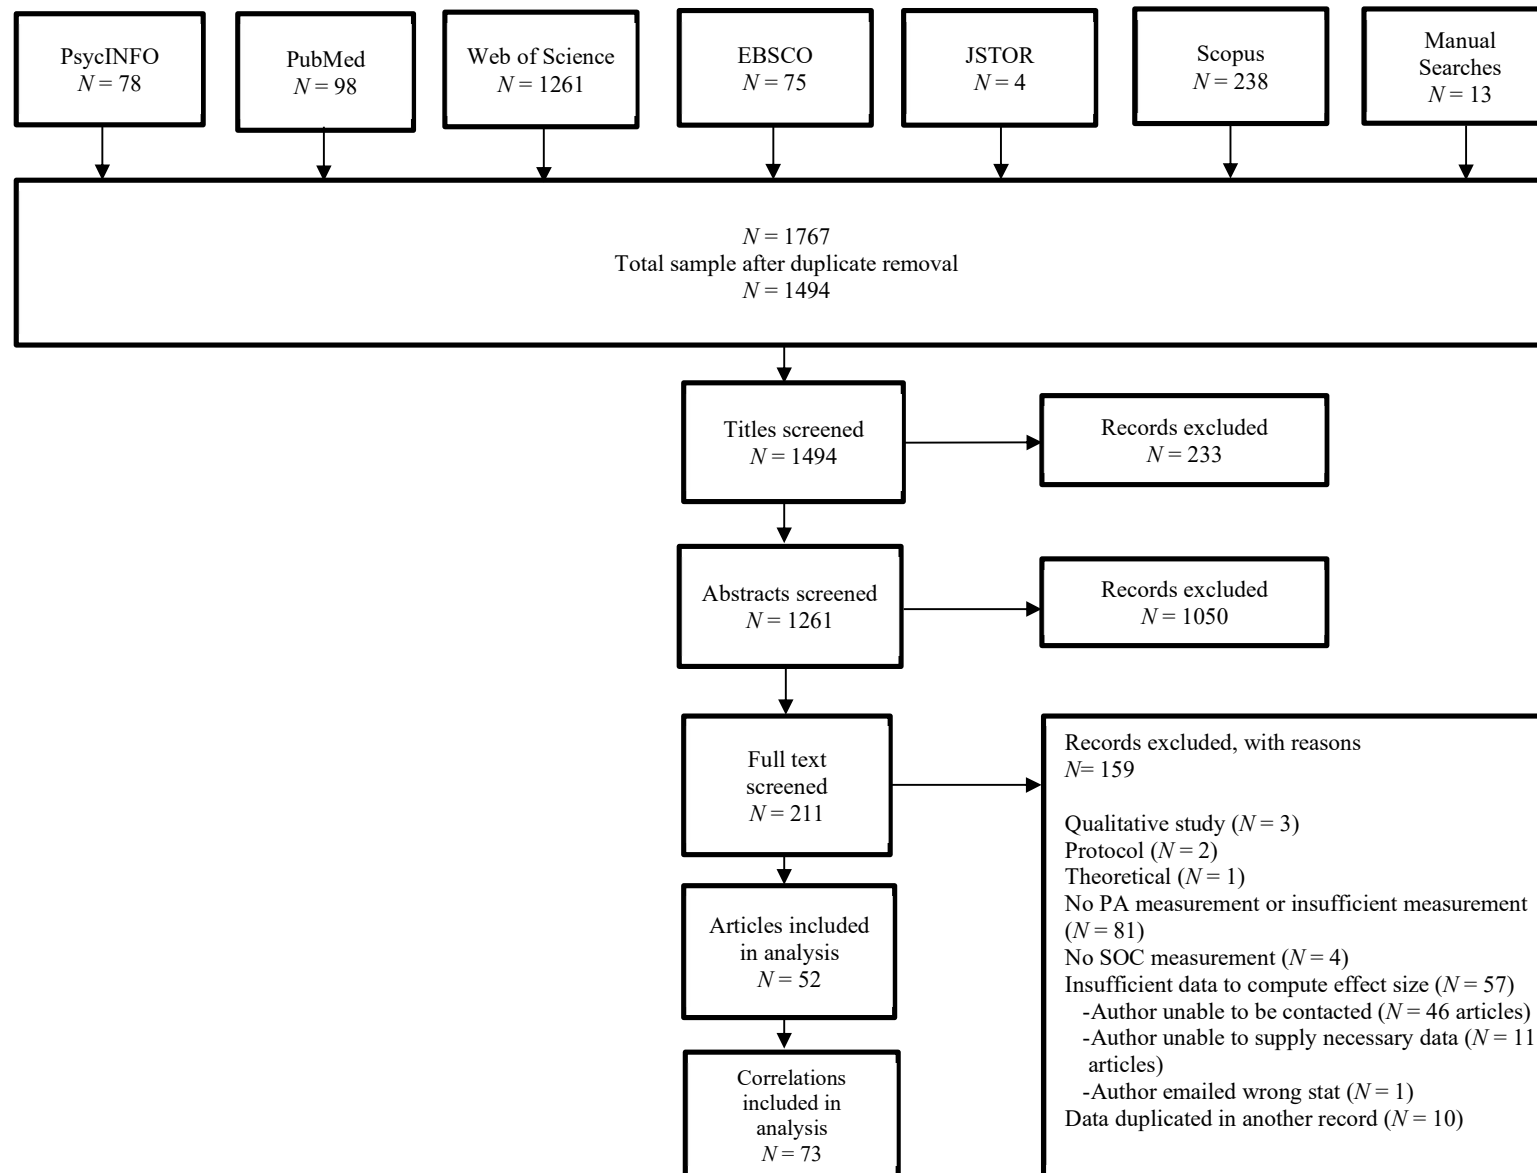 PsycINFO
N = 78
PubMed
N = 98
Web of Science
N = 1261
EBSCO
N = 75
JSTOR
N = 4
Scopus
N = 238
Manual
Searches
N = 13
N = 1767
Total sample after duplicate removal
N = 1494
Titles screened
N = 1494
Records excluded
N = 233
Abstracts screened
N = 1261
Records excluded
N = 1050
Full text
screened
N = 211
Records excluded, with reasons
N= 159
Qualitative study (N = 3)
Protocol (N = 2)
Theoretical (N = 1)
No PA measurement or insufficient measurement
(N = 81)
No SOC measurement (N = 4)
Insufficient data to compute effect size (N = 57)
-Author unable to be contacted (N = 46 articles)
-Author unable to supply necessary data (N = 11
articles)
-Author emailed wrong stat (N = 1)
Data duplicated in another record (N = 10)
Articles included
in analysis
N = 52
Correlations
included in
analysis
N = 73